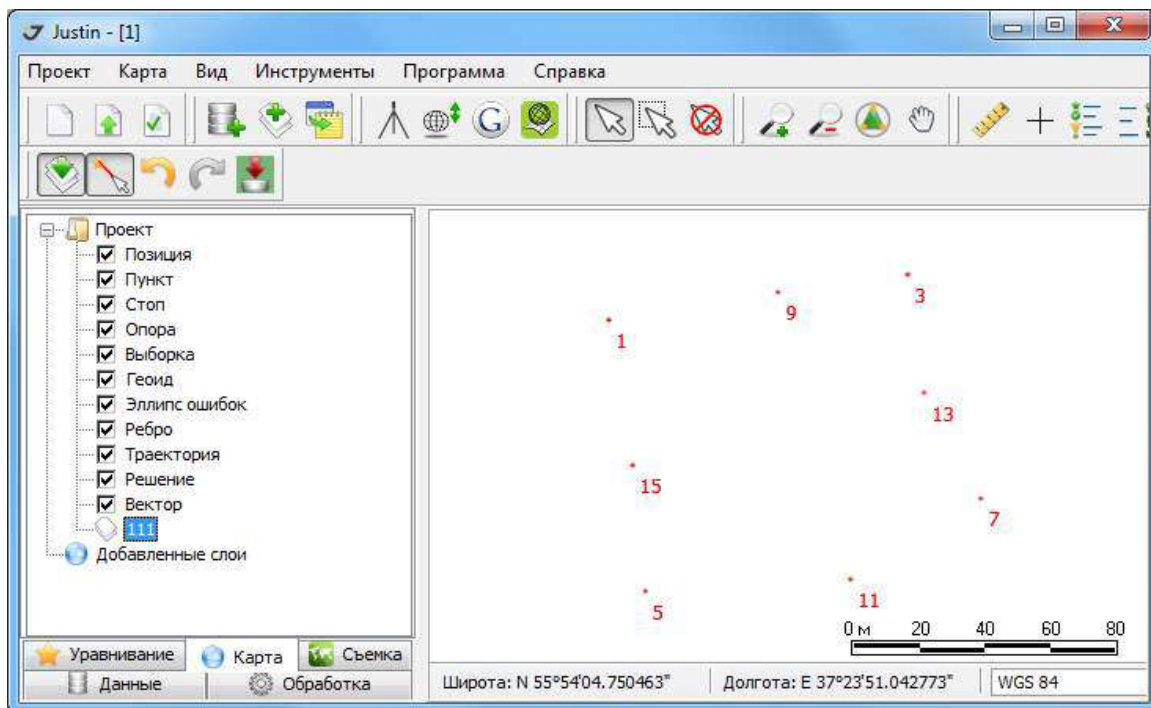 Justin - [1]
Проект Карта Вид Инструменты Программа Справка
G
Проект
Позиция
Пункт
Стоп
Опора
Выборка
Геоид
Эллипс ошибок
Ребро
Траектория
Решение
Вектор
111
Добавленные слои
3
9
1
13
15
7
11
5
0 м 20 40 60 80
Уравнивание Карта Съемка
Данные Обработка
Широта: N 55°54'04.750463" Долгота: E 37°23'51.042773" WGS 84